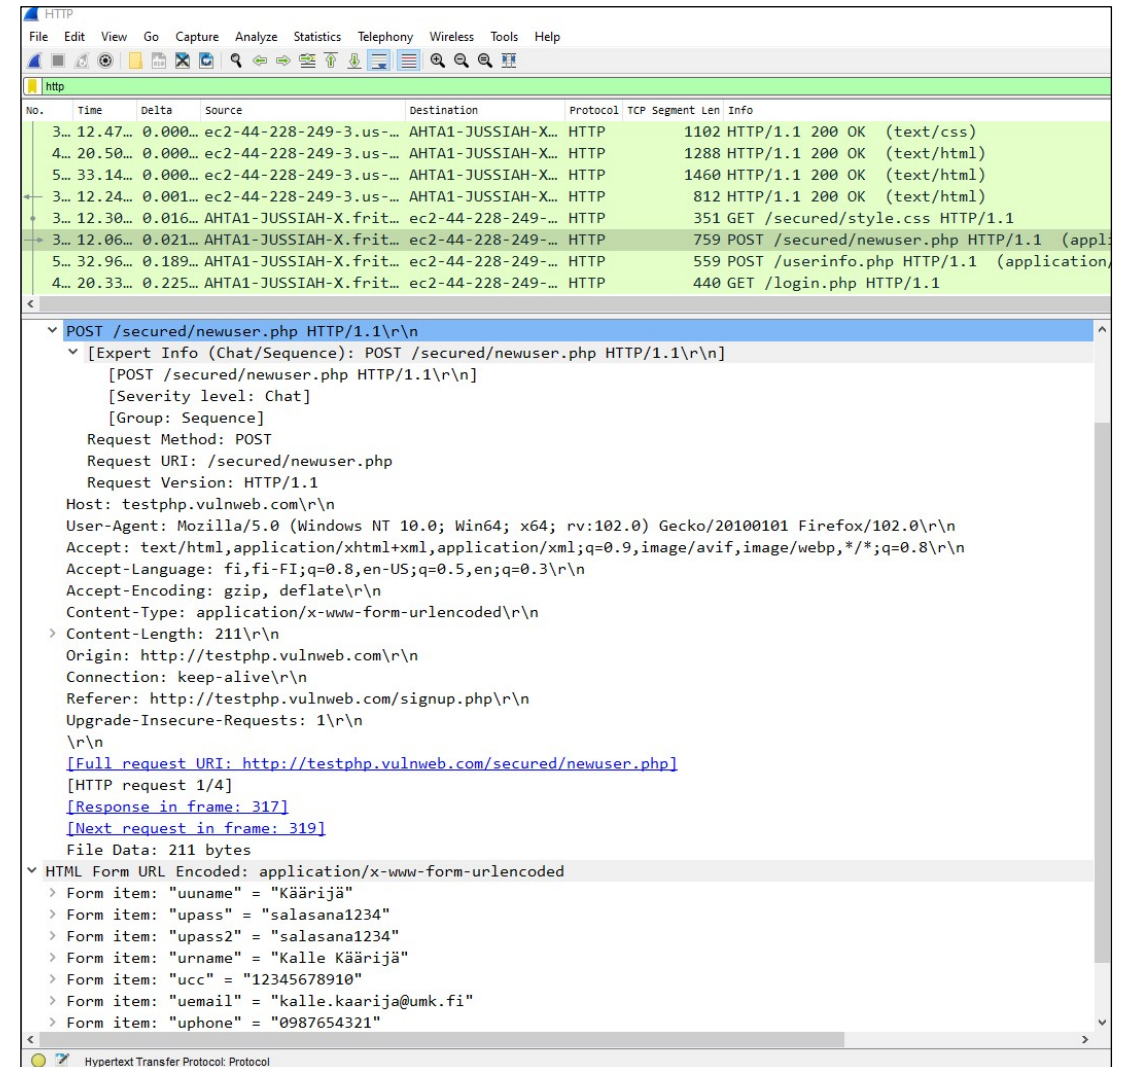 HTTP
File Edit View Go Capture Analyze Statistics Telephony Wireless Tools Help
http
No. Time Delta Source Destination Protocol TCP Segment Len Info
3… 12.47… 0.000… ec2-44-228-249-3.us-… AHTA1-JUSSIAH-X… HTTP 1102 HTTP/1.1 200 OK (text/css)
4… 20.50… 0.000… ec2-44-228-249-3.us-… AHTA1-JUSSIAH-X… HTTP 1288 HTTP/1.1 200 OK (text/html)
5… 33.14… 0.000… ec2-44-228-249-3.us-… AHTA1-JUSSIAH-X… HTTP 1460 HTTP/1.1 200 OK (text/html)
3… 12.24… 0.001… ec2-44-228-249-3.us-… AHTA1-JUSSIAH-X… HTTP 812 HTTP/1.1 200 OK (text/html)
3… 12.30… 0.016… AHTA1-JUSSIAH-X.frit… ec2-44-228-249-… HTTP 351 GET /secured/style.css HTTP/1.1
3… 12.06… 0.021… AHTA1-JUSSIAH-X.frit… ec2-44-228-249-… HTTP 759 POST /secured/newuser.php HTTP/1.1 (appl
5… 32.96… 0.189… AHTA1-JUSSIAH-X.frit… ec2-44-228-249-… HTTP 559 POST /userinfo.php HTTP/1.1 (application/
4… 20.33… 0.225… AHTA1-JUSSIAH-X.frit… ec2-44-228-249-… HTTP 440 GET /login.php HTTP/1.1
POST /secured/newuser.php HTTP/1.1\r\n
[Expert Info (Chat/Sequence): POST /secured/newuser.php HTTP/1.1\r\n]
[POST /secured/newuser.php HTTP/1.1\r\n]
[Severity level: Chat]
[Group: Sequence]
Request Method: POST
Request URI: /secured/newuser.php
Request Version: HTTP/1.1
Host: testphp.vulnweb.com\r\n
User-Agent: Mozilla/5.0 (Windows NT 10.0; Win64; x64; rv:102.0) Gecko/20100101 Firefox/102.0\r\n
Accept: text/html,application/xhtml+xml,application/xml;q=0.9,image/avif,image/webp,*/*;q=0.8\r\n
Accept-Language: fi,fi-FI;q=0.8,en-US;q=0.5,en;q=0.3\r\n
Accept-Encoding: gzip, deflate\r\n
Content-Type: application/x-www-form-urlencoded\r\n
Content-Length: 211\r\n
Origin: http://testphp.vulnweb.com\r\n
Connection: keep-alive\r\n
Referer: http://testphp.vulnweb.com/signup.php\r\n
Upgrade-Insecure-Requests: 1\r\n
\r\n
[Full request URI: http://testphp.vulnweb.com/secured/newuser.php]
[HTTP request 1/4]
[Response in frame: 317]
[Next request in frame: 319]
File Data: 211 bytes
HTML Form URL Encoded: application/x-www-form-urlencoded
Form item: "uuname" = "Käärijä"
Form item: "upass" = "salasana1234"
Form item: "upass2" = "salasana1234"
Form item: "urname" = "Kalle Käärijä"
Form item: "ucc" = "12345678910"
Form item: "uemail" = "kalle.kaarija@umk.fi"
Form item: "uphone" = "0987654321"
Hypertext Transfer Protocol: Protocol